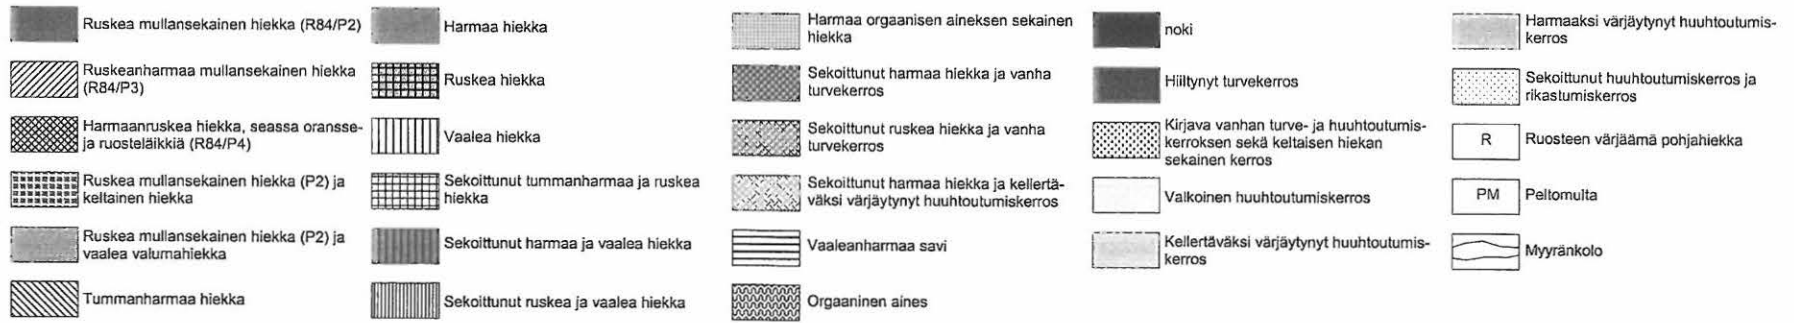 Ruskea mullansekainen hiekka (R84/P2)
Ruskeanharmaa mullansekainen hiekka
(R84/P3)
Harmaanruskea hiekka, seassa oransse-
ja ruosteläikkiä (R84/P4)
Ruskea mullansekainen hiekka (P2) ja
keltainen hiekka
Ruskea mullansekainen hiekka (P2) ja
vaalea valumahiekka
Tummanharmaa hiekka
Harmaa hiekka
Ruskea hiekka
Vaalea hiekka
Sekoittunut tummanharmaa ja ruskea
hiekka
Sekoittunut harmaa ja vaalea hiekka
Sekoittunut ruskea ja vaalea hiekka
Harmaa orgaanisen aineksen sekainen
hiekka
Sekoittunut harmaa hiekka ja vanha
turvekerros
Sekoittunut ruskea hiekka ja vanha
turvekerros
Sekoittunut harmaa hiekka ja kellertä-
väksi värjäytynyt huuhtoutumiskerros
Vaaleanharmaa savi
Orgaaninen aines
noki
Hiiltynyt turvekerros
Kirjava vanhan turve- ja huuhtoutumis-
kerroksen sekä keltaisen hiekan
sekainen kerros
Valkoinen huuhtoutumiskerros
Kellertäväksi värjäytynyt huuhtoutumis-
kerros
Harmaaksi värjäytynyt huuhtoutumis-
kerros
Sekoittunut huuhtoutumiskerros ja
rikastumiskerros
R Ruosteen värjäämä pohjahiekka
PM Peltomulta
Myyränkolo